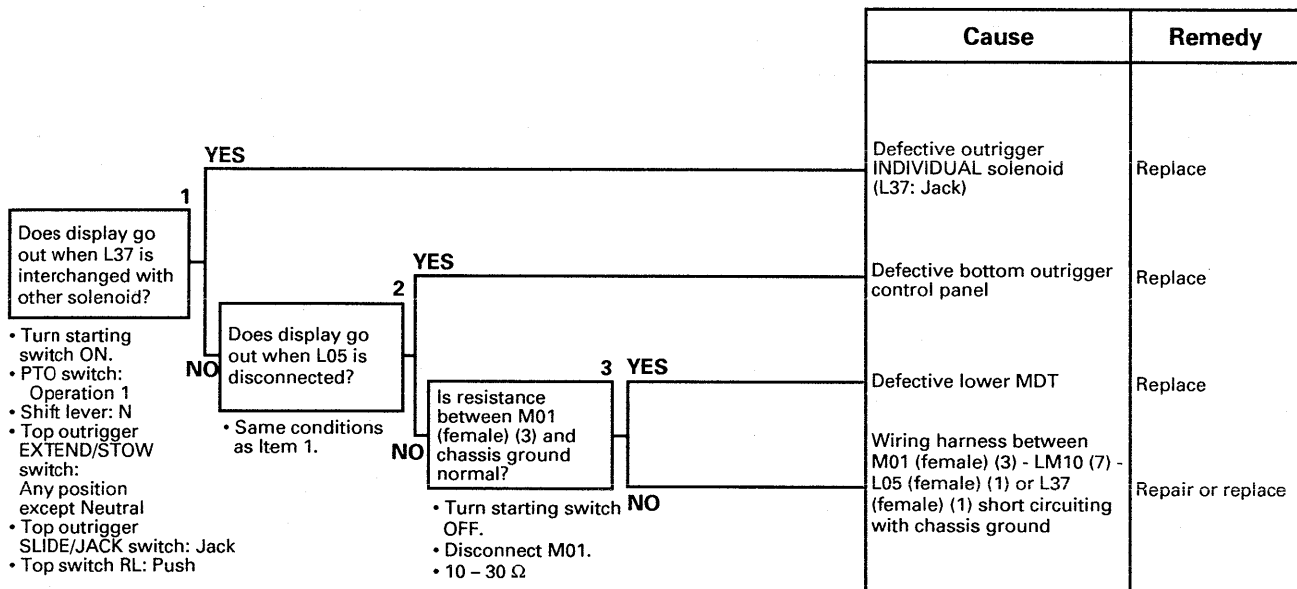 Cause
Remedy
YES
Defective outrigger
INDIVIDUAL solenoid
(L37: Jack)
Replace
1
Does display go
out when L37 is
interchanged with
other solenoid?
• Turn starting
switch ON.
• PTO switch:
Operation 1
• Shift lever: N
• Top outrigger
EXTEND/STOW
switch:
Any position
except Neutral
• Top outrigger
SLIDE/JACK switch: Jack
• Top switch RL: Push
NO
YES
Defective bottom outrigger
control panel
Replace
2
Does display go
out when L05 is
disconnected?
• Same conditions
as Item 1.
NO
3
YES
Defective lower MDT
Replace
Is resistance
between M01
(female) (3) and
chassis ground
normal?
• Turn starting switch
OFF.
• Disconnect M01.
• 10 – 30 Ω
NO
Wiring harness between
M01 (female) (3) - LM10 (7) -
L05 (female) (1) or L37
(female) (1) short circuiting
with chassis ground
Repair or replace